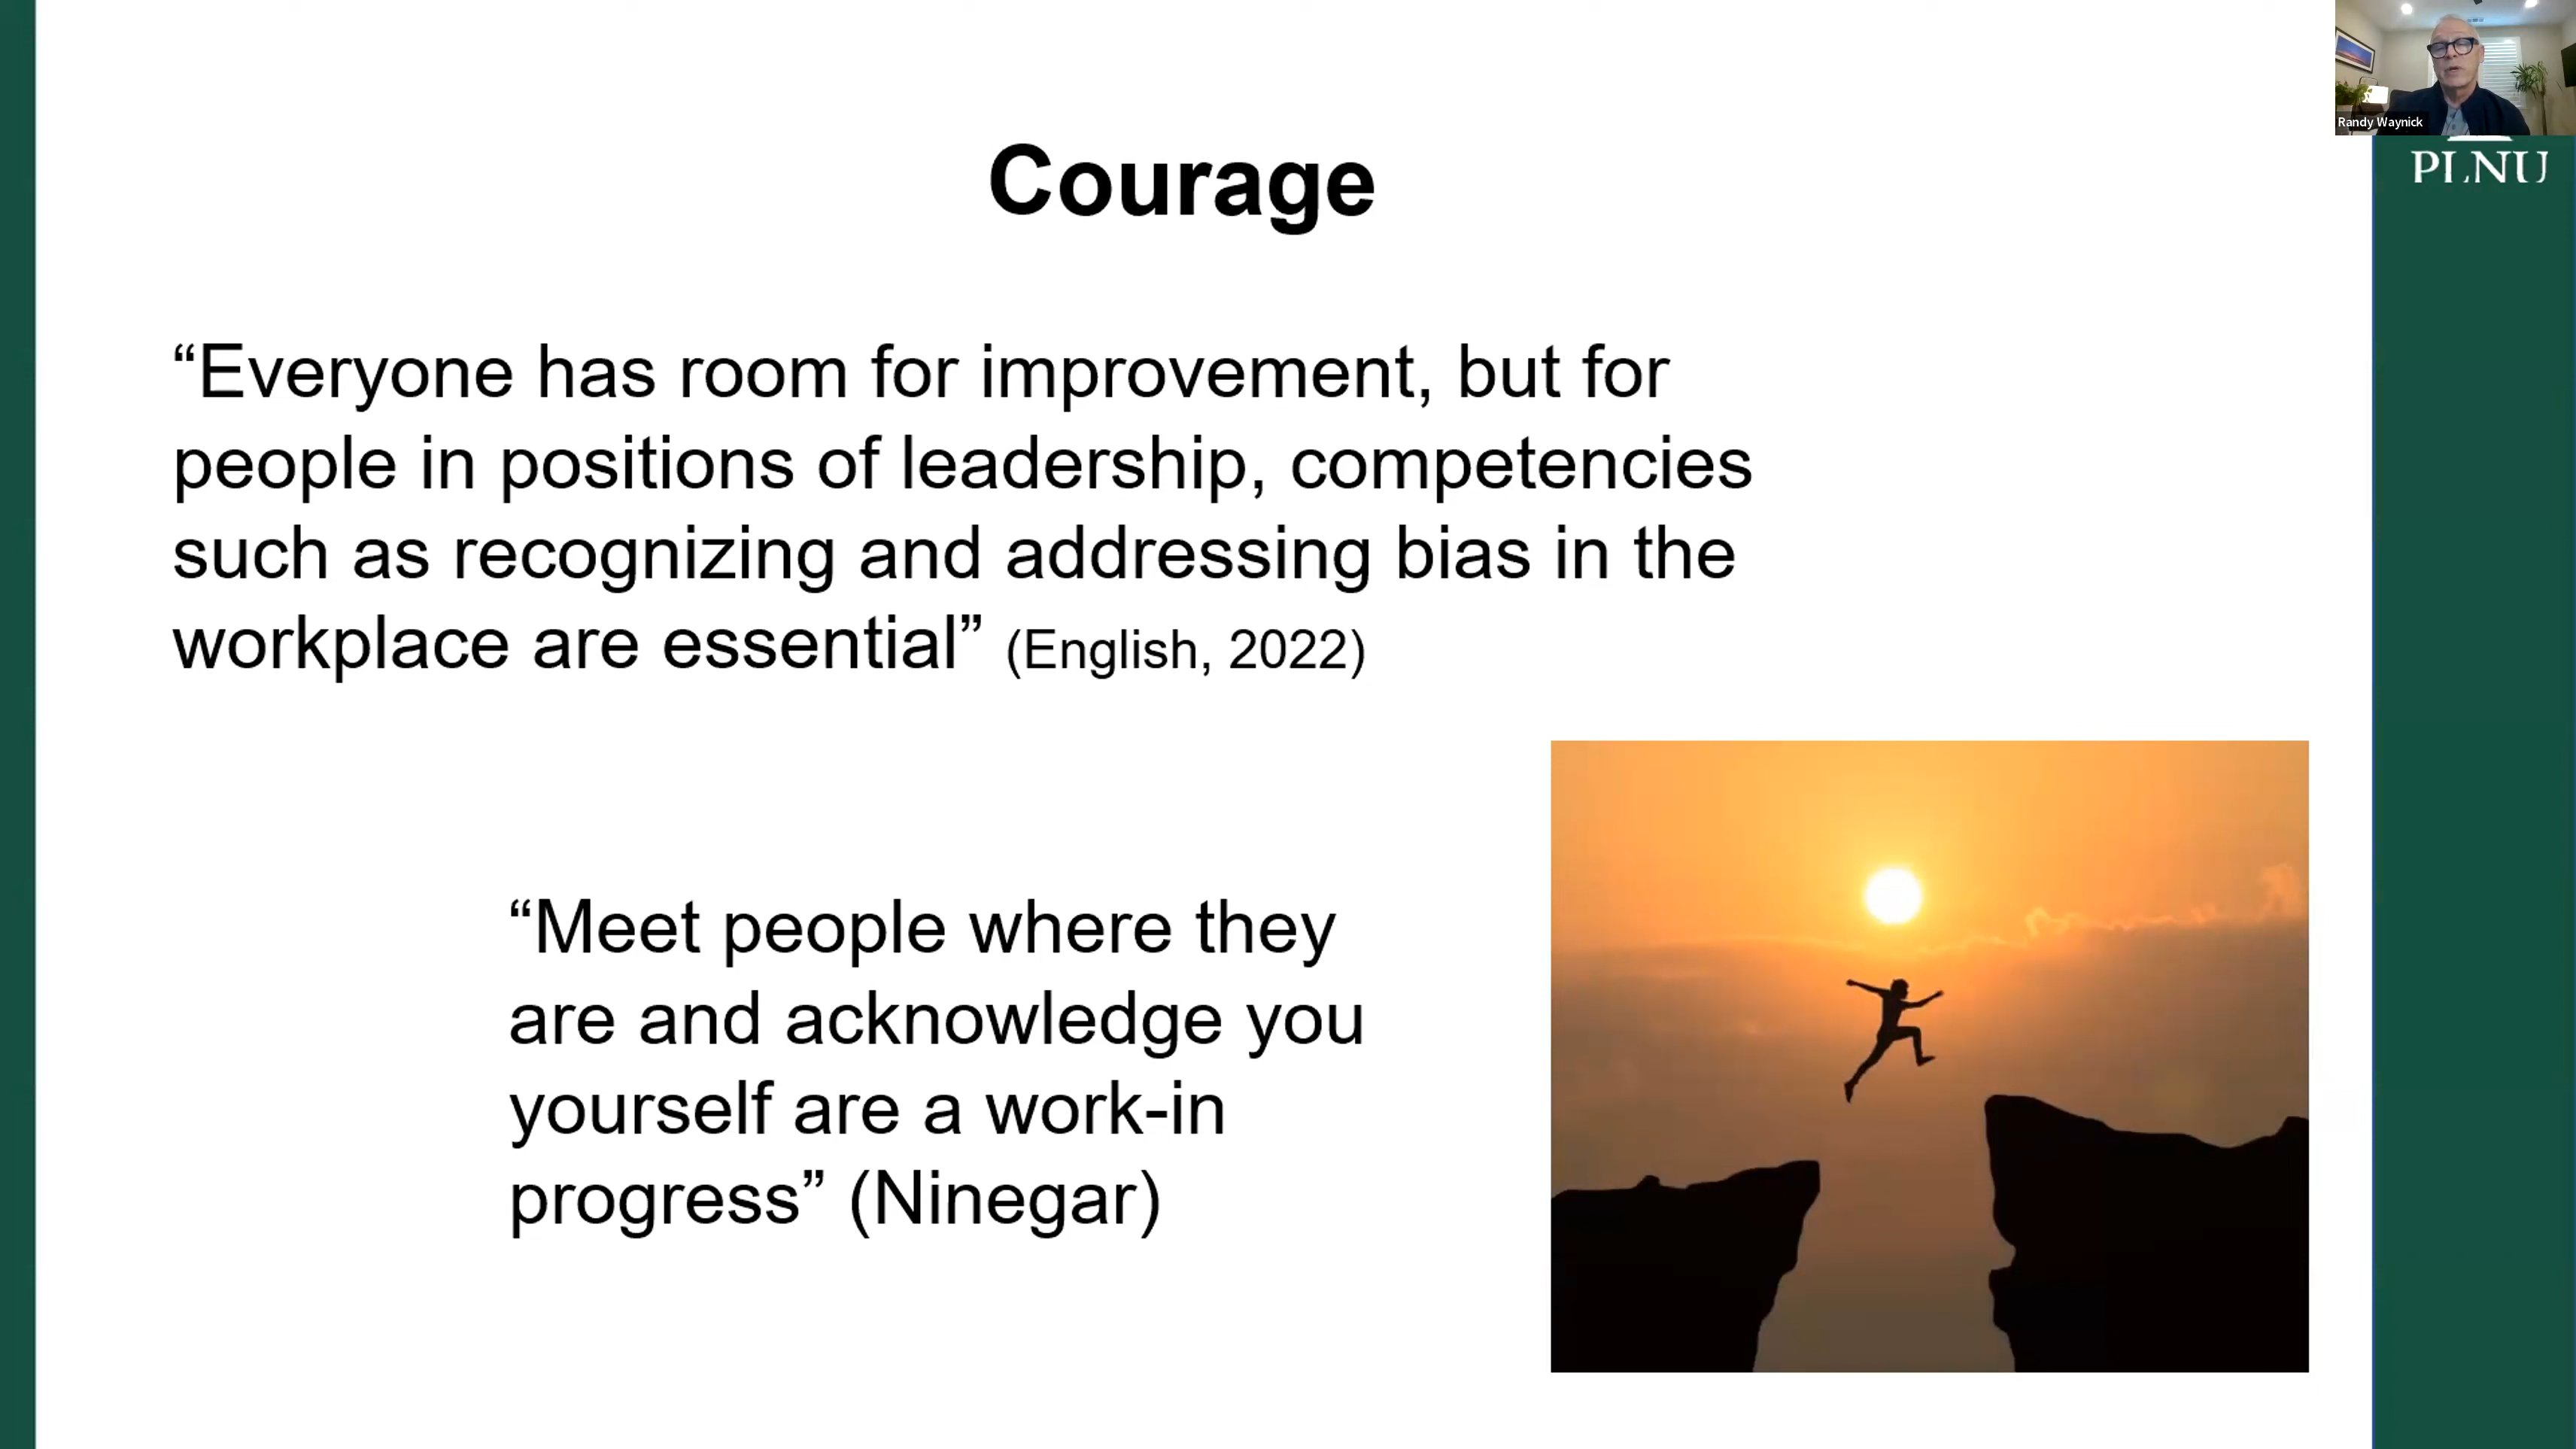 Randy Waynick
PLNU
Courage
“Everyone has room for improvement, but for
people in positions of leadership, competencies
such as recognizing and addressing bias in the
workplace are essential” (English, 2022)
“Meet people where they
are and acknowledge you
yourself are a work-in
progress” (Ninegar)